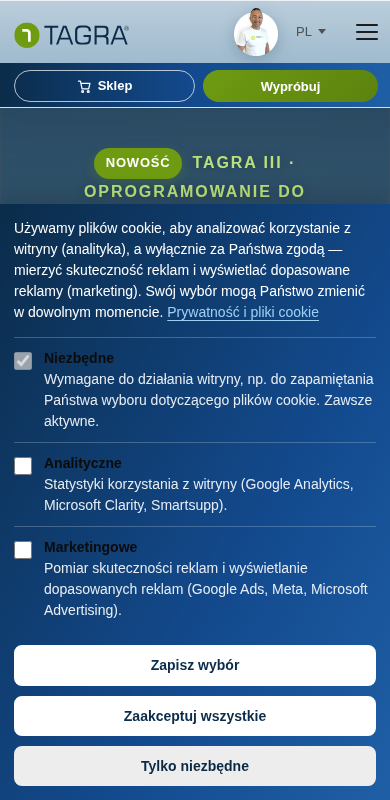 TAGRA®
PL
Sklep
Wypróbuj
NOWOŚĆ TAGRA III ·
OPROGRAMOWANIE DO
Używamy plików cookie, aby analizować korzystanie z
witryny (analityka), a wyłącznie za Państwa zgodą —
mierzyć skuteczność reklam i wyświetlać dopasowane
reklamy (marketing). Swój wybór mogą Państwo zmienić
w dowolnym momencie. Prywatność i pliki cookie
Niezbędne
Wymagane do działania witryny, np. do zapamiętania
Państwa wyboru dotyczącego plików cookie. Zawsze
aktywne.
Analityczne
Statystyki korzystania z witryny (Google Analytics,
Microsoft Clarity, Smartsupp).
Marketingowe
Pomiar skuteczności reklam i wyświetlanie
dopasowanych reklam (Google Ads, Meta, Microsoft
Advertising).
Zapisz wybór
Zaakceptuj wszystkie
Tylko niezbędne